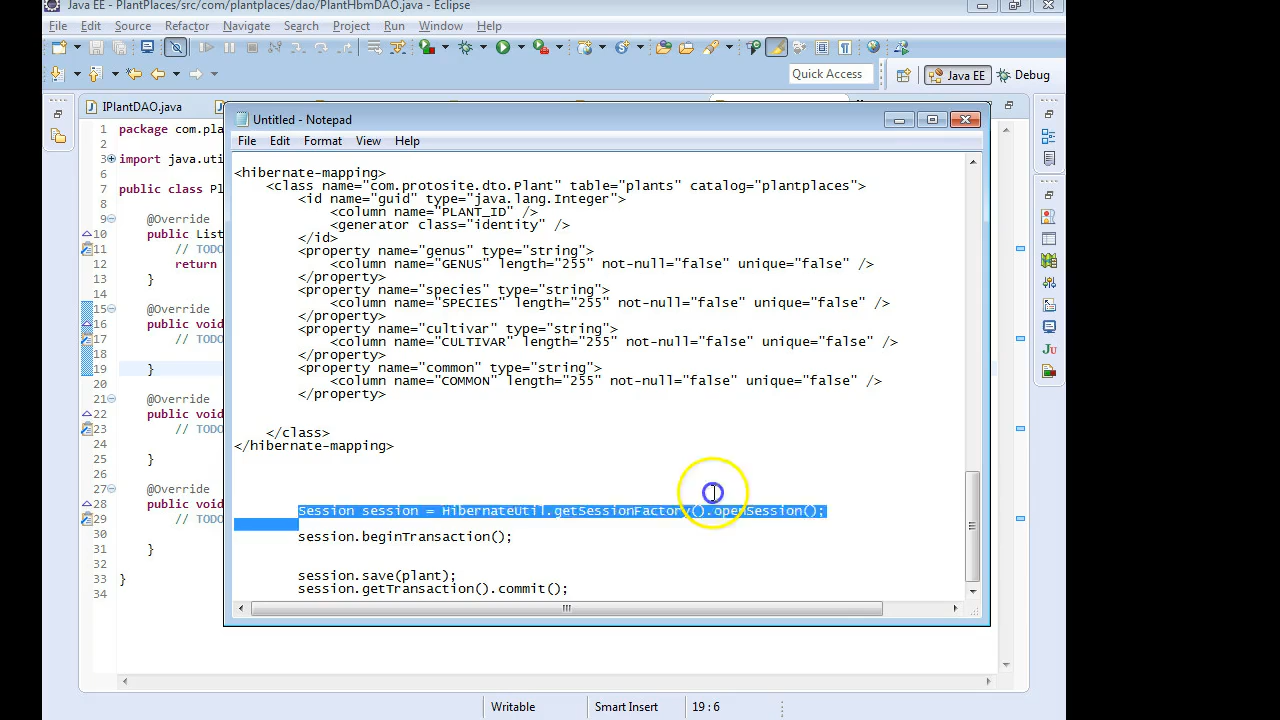 Java EE - PlantPlaces/src/com/plantplaces/dao/PlantHbmDAO.java - Eclipse
File Edit Source Refactor Navigate Search Project Run Window Help
Quick Access
Java EE
Debug
IPlantDAO.java
1 package com.pla
2
3 import java.uti
6
7 public class Pl
8
9 @Override
10 public List
11 // TODO
12 return
13 }
14
15 @Override
16 public void
17 // TODO
18
19 }
20
21 @Override
22 public void
23 // TODO
24
25 }
26
27 @Override
28 public void
29 // TODO
30
31 }
32
33 }
34
Untitled - Notepad
File Edit Format View Help
<hibernate-mapping>
<class name="com.protosite.dto.Plant" table="plants" catalog="plantplaces">
<id name="guid" type="java.lang.Integer">
<column name="PLANT_ID" />
<generator class="identity" />
</id>
<property name="genus" type="string">
<column name="GENUS" length="255" not-null="false" unique="false" />
</property>
<property name="species" type="string">
<column name="SPECIES" length="255" not-null="false" unique="false" />
</property>
<property name="cultivar" type="string">
<column name="CULTIVAR" length="255" not-null="false" unique="false" />
</property>
<property name="common" type="string">
<column name="COMMON" length="255" not-null="false" unique="false" />
</property>
</class>
</hibernate-mapping>
Session session = HibernateUtil.getSessionFactory().openSession();
session.beginTransaction();
session.save(plant);
session.getTransaction().commit();
Writable
Smart Insert
19 : 6